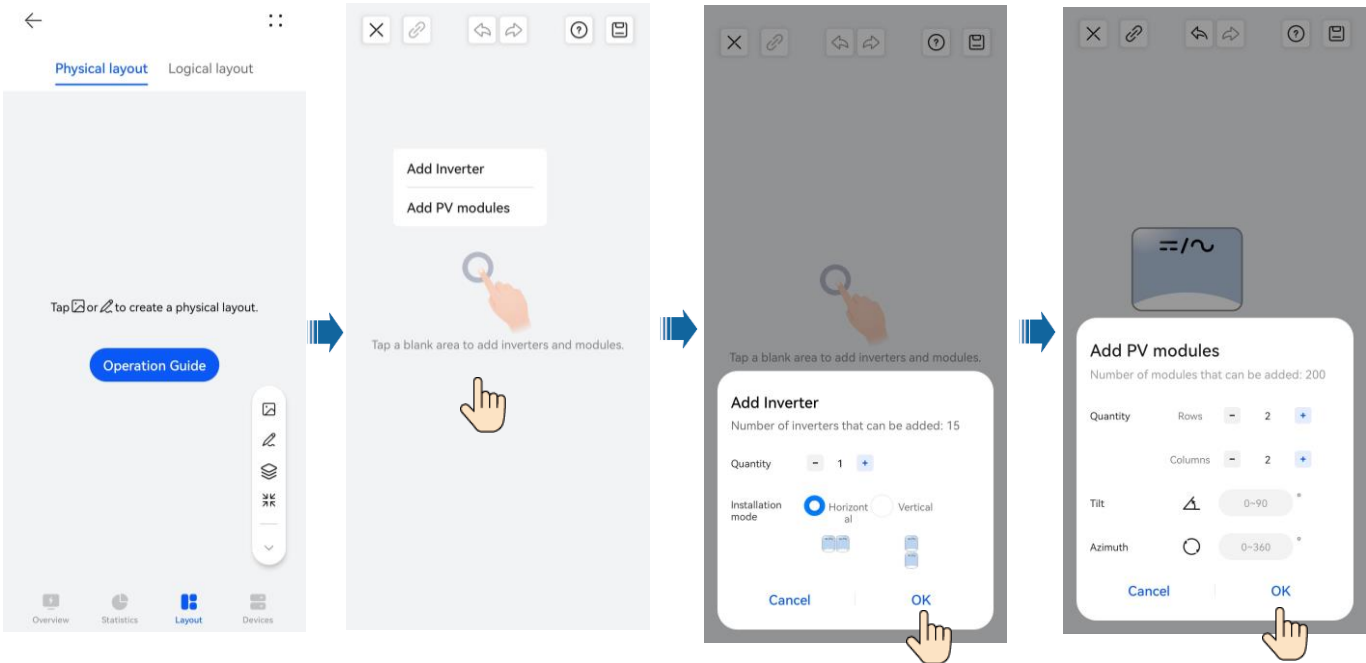 Physical layout Logical layout
Tap or to create a physical layout.
Operation Guide
Overview Statistics Layout Devices
Add Inverter
Add PV modules
Tap a blank area to add inverters and modules.
Tap a blank area to add inverters and modules.
Add Inverter
Number of inverters that can be added: 15
Quantity - 1 +
Installation
mode
Horizont
al
Vertical
Cancel OK
Add PV modules
Number of modules that can be added: 200
Quantity Rows - 2 +
Columns - 2 +
Tilt 0~90 °
Azimuth 0~360 °
Cancel OK